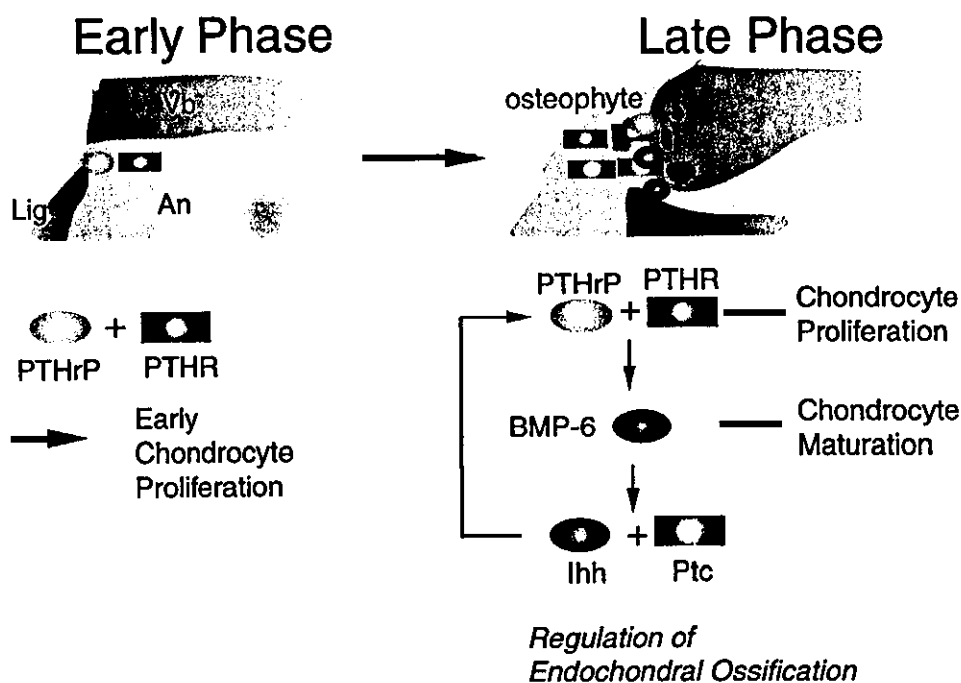 Early Phase
Late Phase
Vb
osteophyte
Lig
An
PTHrP + PTHR
Early
Chondrocyte
Proliferation
PTHrP + PTHR
Chondrocyte
Proliferation
BMP-6
Chondrocyte
Maturation
+
Ihh
Ptc
Regulation of
Endochondral Ossification